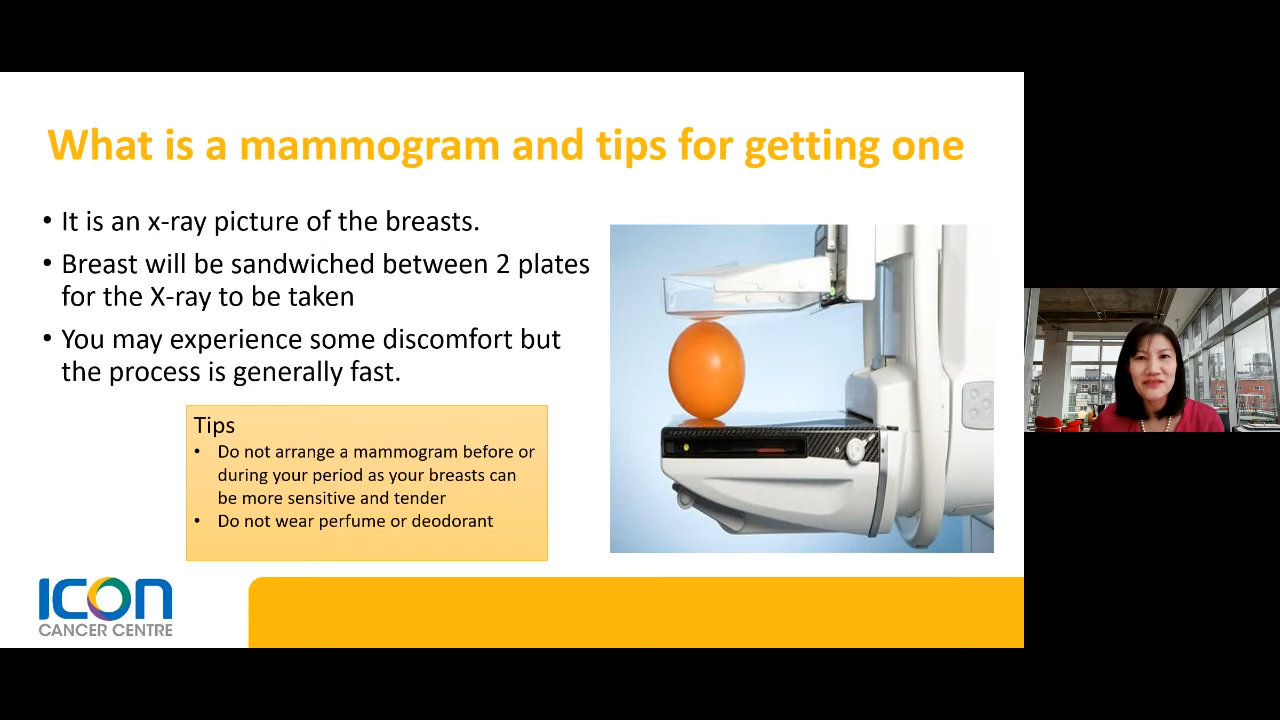 What is a mammogram and tips for getting one
• It is an x-ray picture of the breasts.
• Breast will be sandwiched between 2 plates
for the X-ray to be taken
• You may experience some discomfort but
the process is generally fast.
Tips
• Do not arrange a mammogram before or
during your period as your breasts can
be more sensitive and tender
• Do not wear perfume or deodorant
ICON
CANCER CENTRE